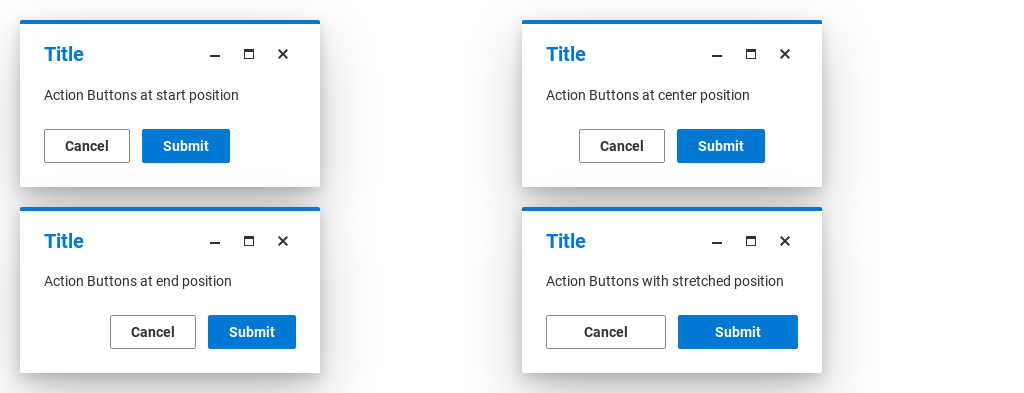 Title
Action Buttons at start position
Cancel Submit
Title
Action Buttons at center position
Cancel Submit
Title
Action Buttons at end position
Cancel Submit
Title
Action Buttons with stretched position
Cancel Submit